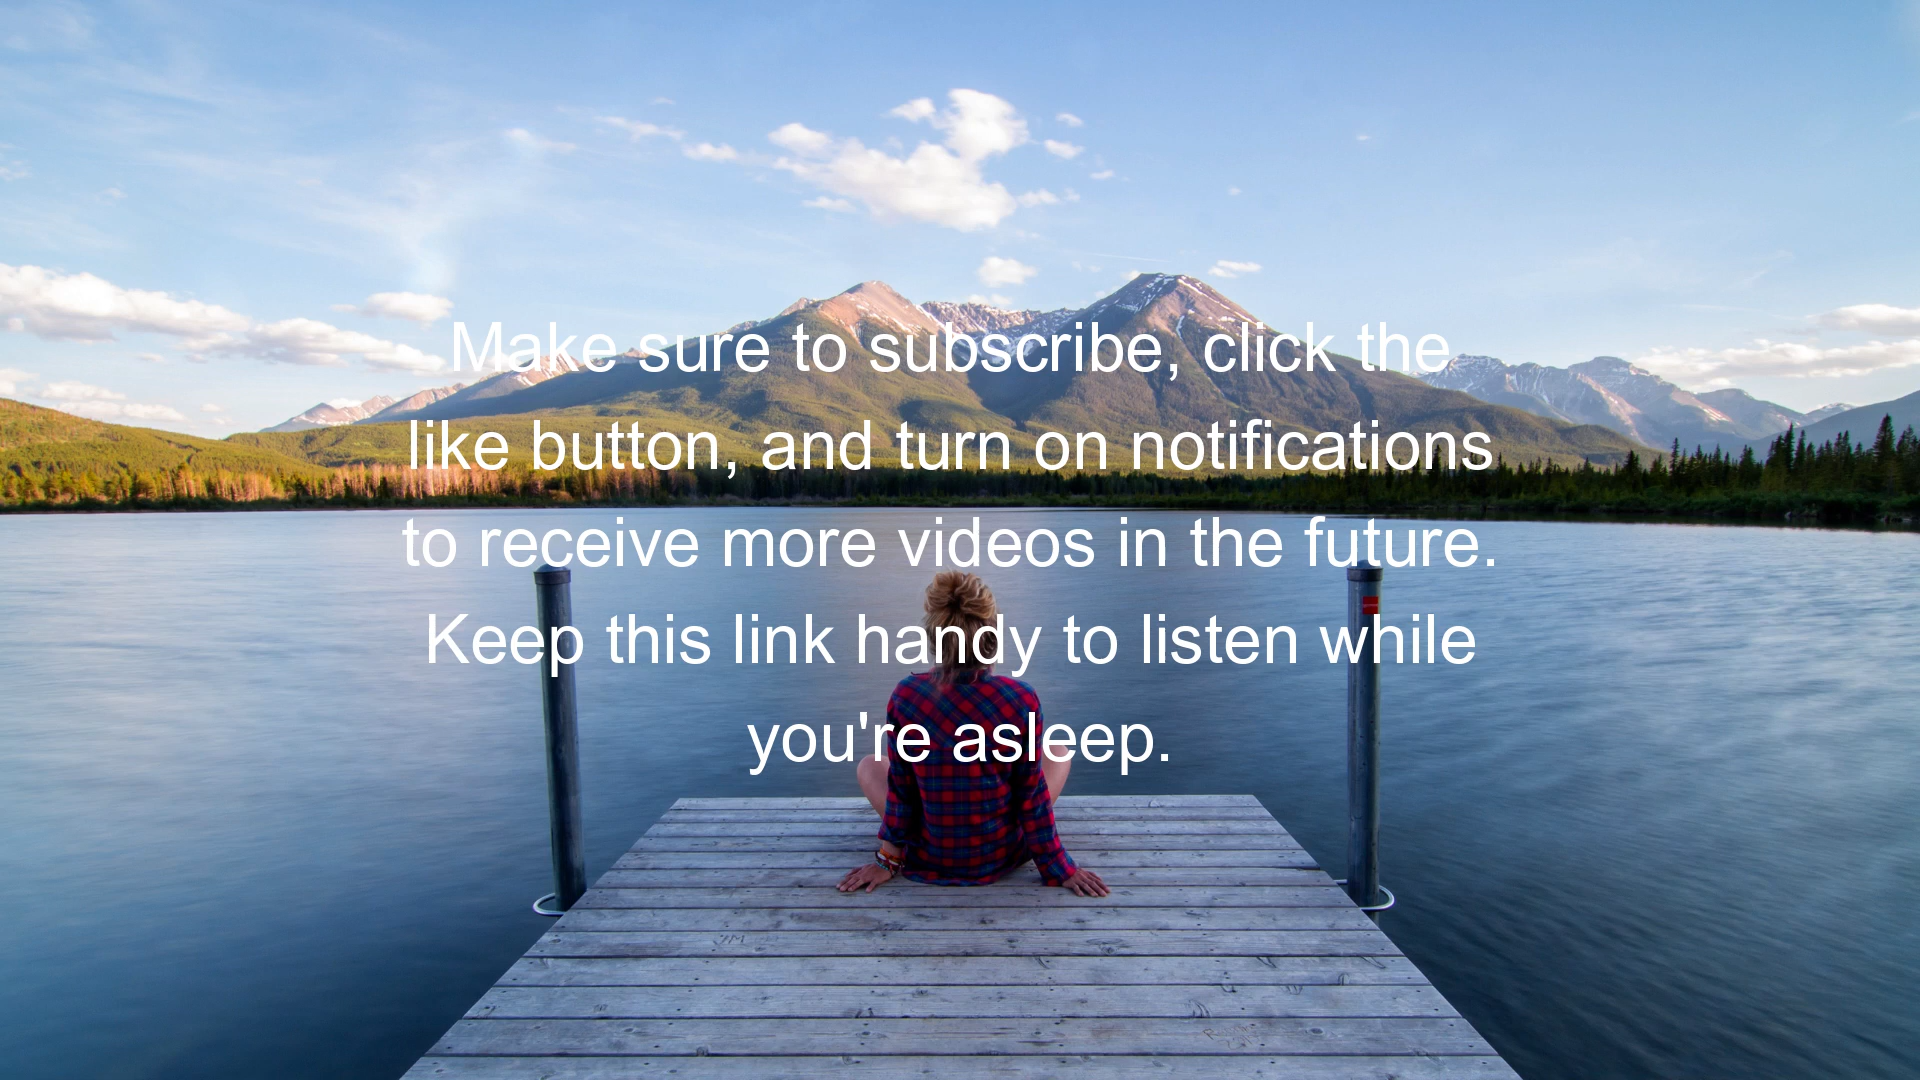 Make sure to subscribe, click the
like button, and turn on notifications
to receive more videos in the future.
Keep this link handy to listen while
you're asleep.